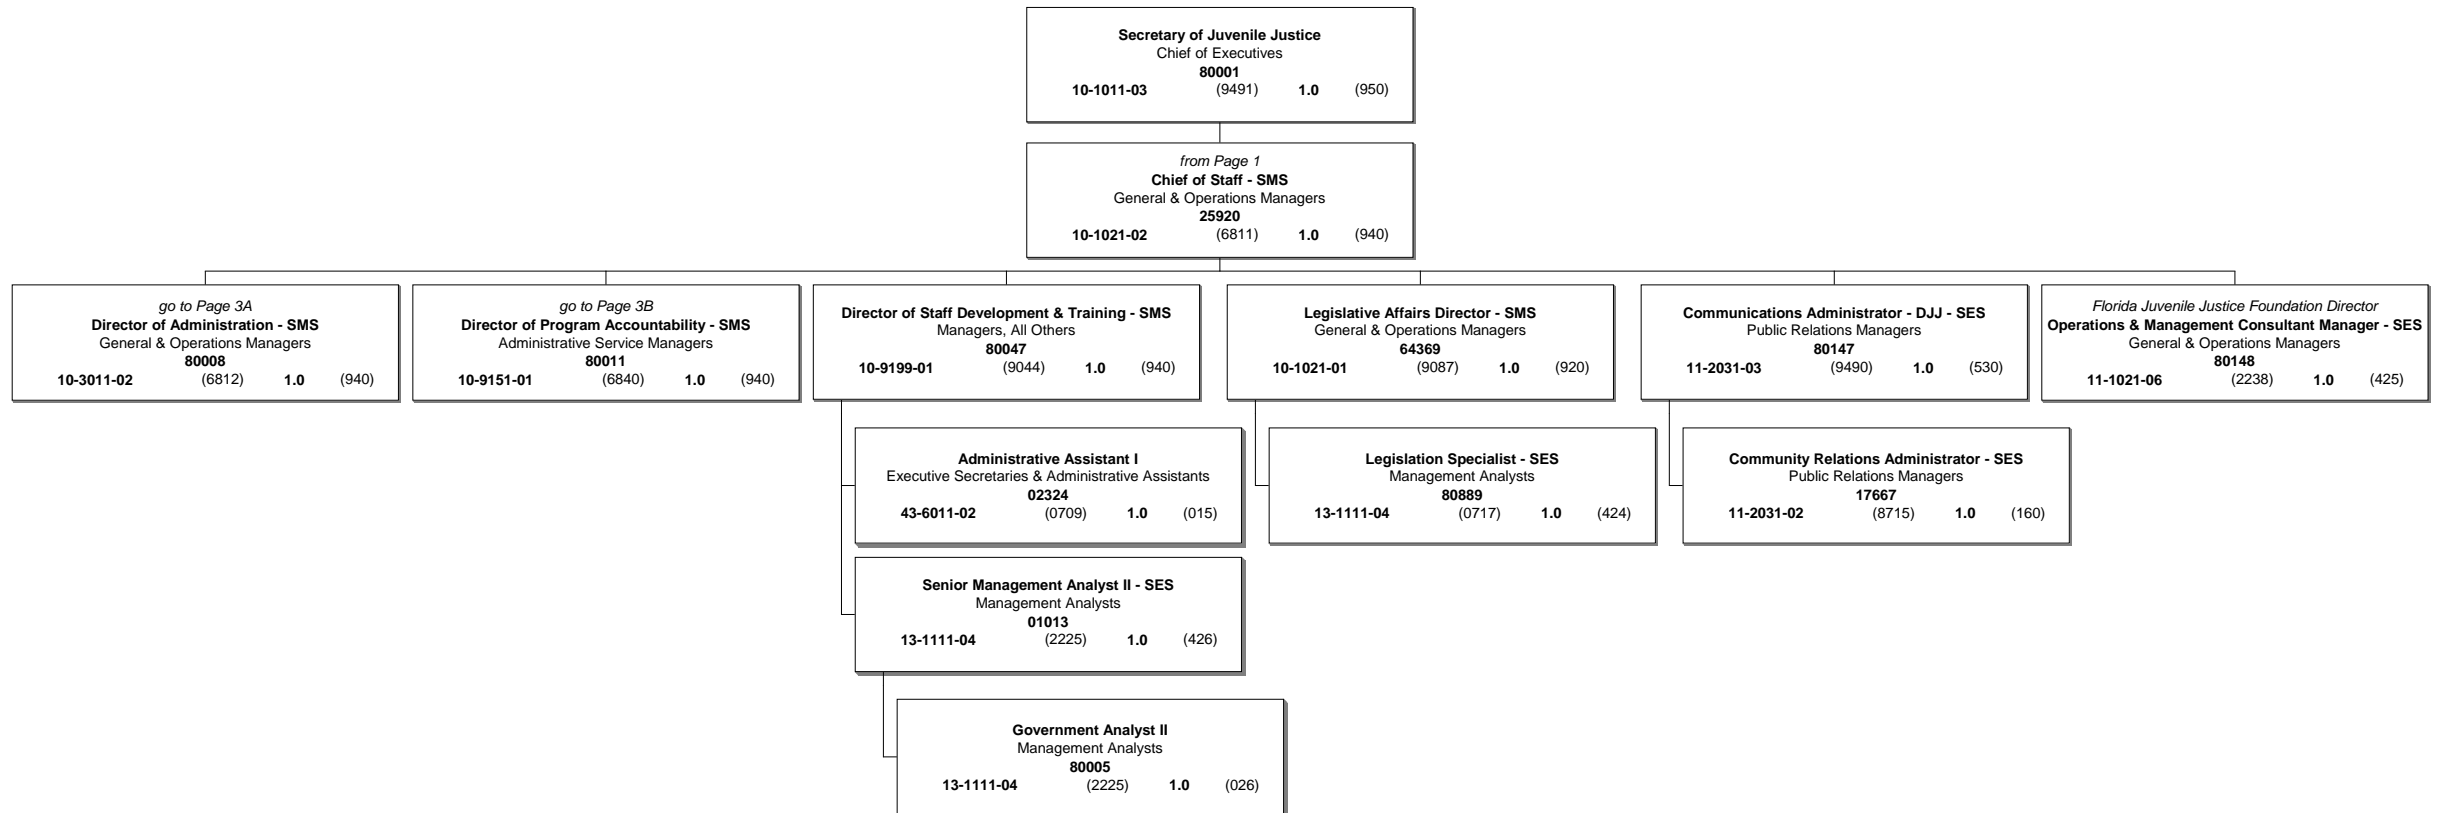 Secretary of Juvenile Justice
Chief of Executives
80001
10-1011-03 (9491) 1.0 (950)
from Page 1
Chief of Staff - SMS
General & Operations Managers
25920
10-1021-02 (6811) 1.0 (940)
go to Page 3A
Director of Administration - SMS
General & Operations Managers
80008
10-3011-02 (6812) 1.0 (940)
go to Page 3B
Director of Program Accountability - SMS
Administrative Service Managers
80011
10-9151-01 (6840) 1.0 (940)
Director of Staff Development & Training - SMS
Managers, All Others
80047
10-9199-01 (9044) 1.0 (940)
Legislative Affairs Director - SMS
General & Operations Managers
64369
10-1021-01 (9087) 1.0 (920)
Communications Administrator - DJJ - SES
Public Relations Managers
80147
11-2031-03 (9490) 1.0 (530)
Florida Juvenile Justice Foundation Director
Operations & Management Consultant Manager - SES
General & Operations Managers
80148
11-1021-06 (2238) 1.0 (425)
Administrative Assistant I
Executive Secretaries & Administrative Assistants
02324
43-6011-02 (0709) 1.0 (015)
Legislation Specialist - SES
Management Analysts
80889
13-1111-04 (0717) 1.0 (424)
Community Relations Administrator - SES
Public Relations Managers
17667
11-2031-02 (8715) 1.0 (160)
Senior Management Analyst II - SES
Management Analysts
01013
13-1111-04 (2225) 1.0 (426)
Government Analyst II
Management Analysts
80005
13-1111-04 (2225) 1.0 (026)